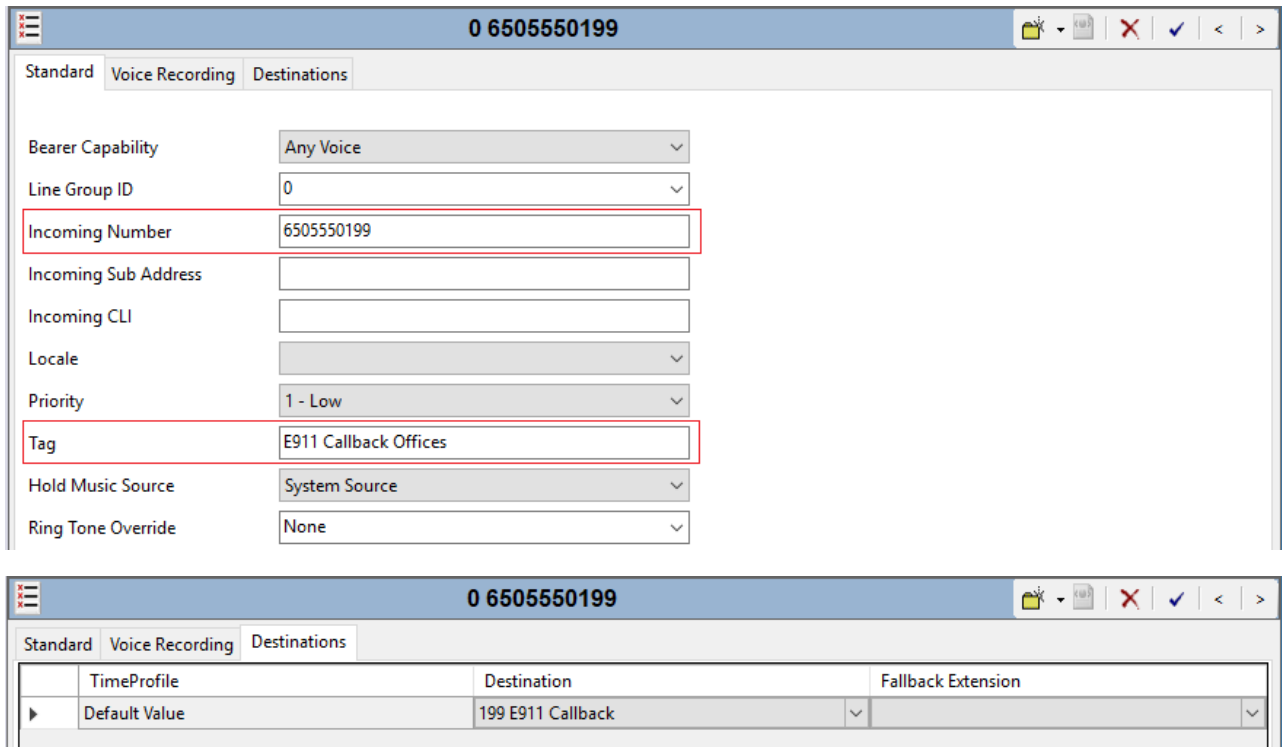 0 6505550199
< >
Standard Voice Recording Destinations
Bearer Capability Any Voice
Line Group ID 0
Incoming Number 6505550199
Incoming Sub Address
Incoming CLI
Locale
Priority 1 - Low
Tag E911 Callback Offices
Hold Music Source System Source
Ring Tone Override None
0 6505550199
< >
Standard Voice Recording Destinations
TimeProfile Destination Fallback Extension
Default Value 199 E911 Callback